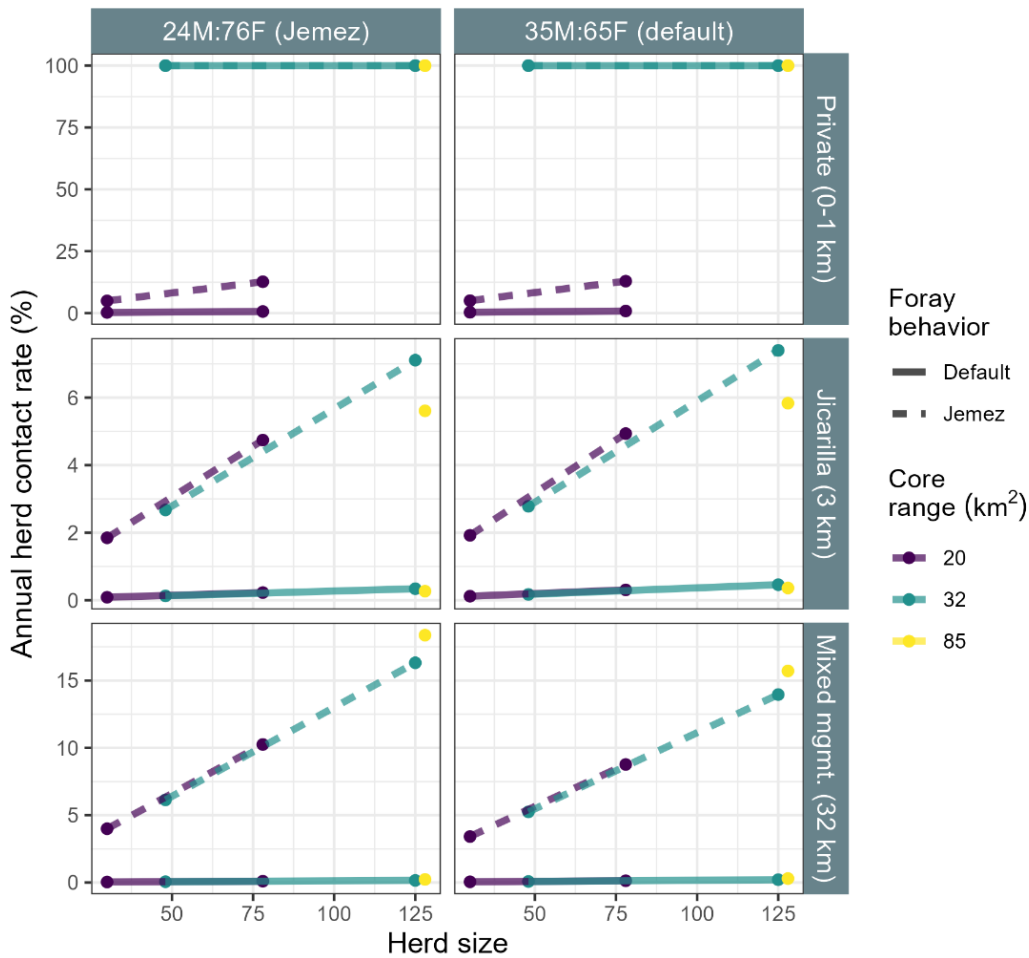 24M:76F (Jemez)
35M:65F (default)
Annual herd contact rate (%)
100
75
50
25
0
Private (0-1 km)
6
4
2
0
Jicarilla (3 km)
15
10
5
0
Mixed mgmt. (32 km)
50
75
100
125
50
75
100
125
Herd size
Foray
behavior
Default
Jemez
Core
range (km²)
20
32
85